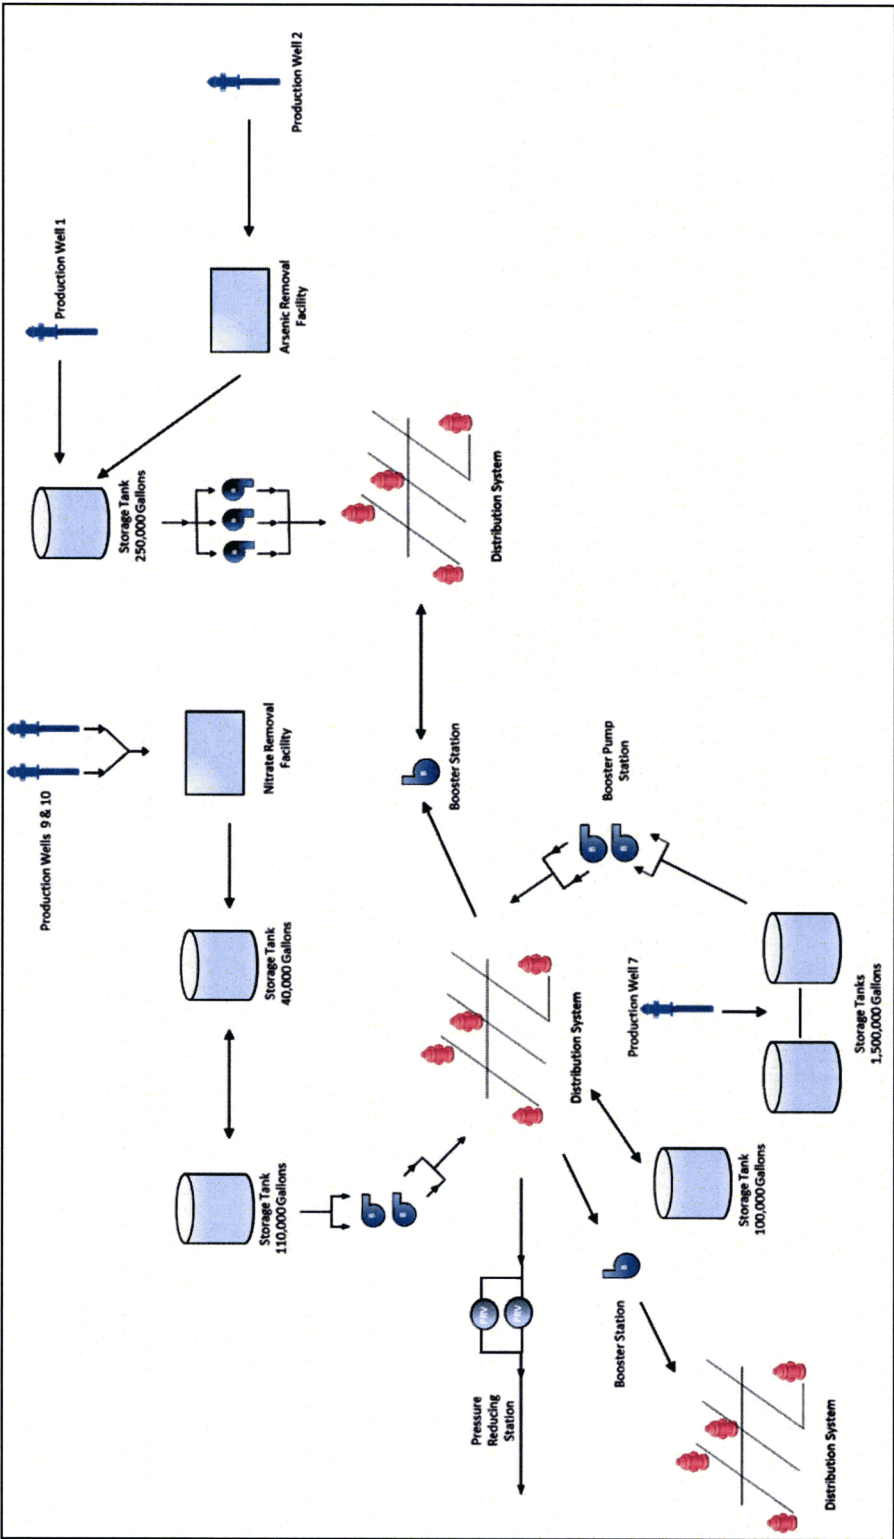 Production Well 2
Production Well 1
Arsenic Removal
Facility
Storage Tank
250,000 Gallons
Distribution System
Production Wells 9 & 10
Nitrate Removal
Facility
Booster Station
B
Booster Pump
Station
B
B
Storage Tank
40,000 Gallons
Distribution System
Production Well 7
Storage Tanks
1,500,000 Gallons
Storage Tank
110,000 Gallons
B
B
Storage Tank
100,000 Gallons
PRV
PRV
Booster Station
B
Pressure
Reducing
Station
Distribution System